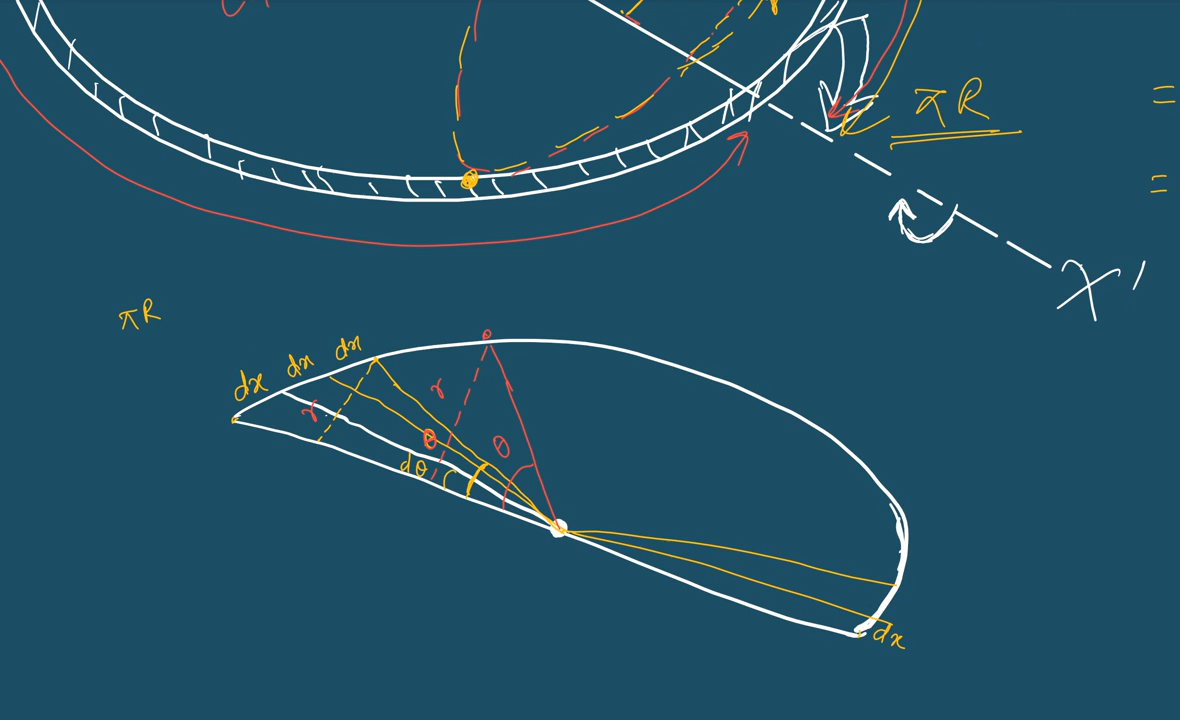 πR
=
=
X'
πR
dx dx dx
r
r
θ
θ
dθ
dx